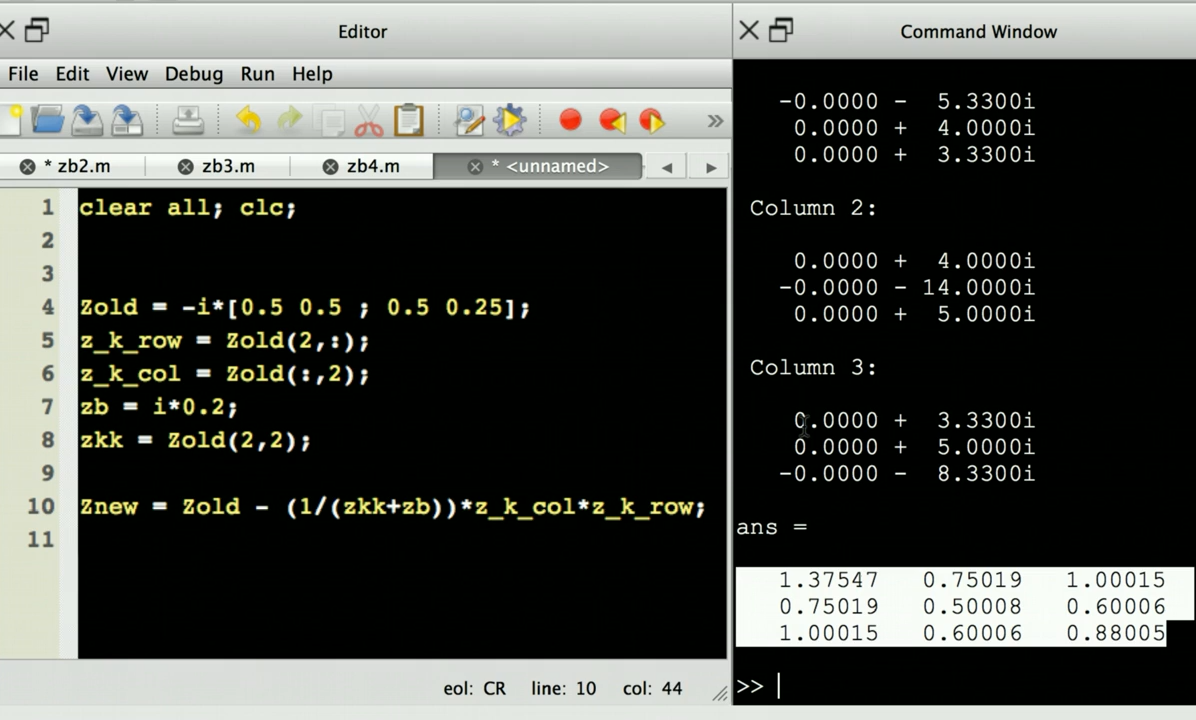 Editor
File Edit View Debug Run Help
»
* zb2.m zb3.m zb4.m * <unnamed>
1 clear all; clc;
2
3
4 Zold = -i*[0.5 0.5 ; 0.5 0.25];
5 z_k_row = Zold(2,:);
6 z_k_col = Zold(:,2);
7 zb = i*0.2;
8 zkk = Zold(2,2);
9
10 Znew = Zold - (1/(zkk+zb))*z_k_col*z_k_row;
11
eol: CR line: 10 col: 44
Command Window
-0.0000 - 5.3300i
0.0000 + 4.0000i
0.0000 + 3.3300i
Column 2:
0.0000 + 4.0000i
-0.0000 - 14.0000i
0.0000 + 5.0000i
Column 3:
0.0000 + 3.3300i
0.0000 + 5.0000i
-0.0000 - 8.3300i
ans =
1.37547 0.75019 1.00015
0.75019 0.50008 0.60006
1.00015 0.60006 0.88005
>>